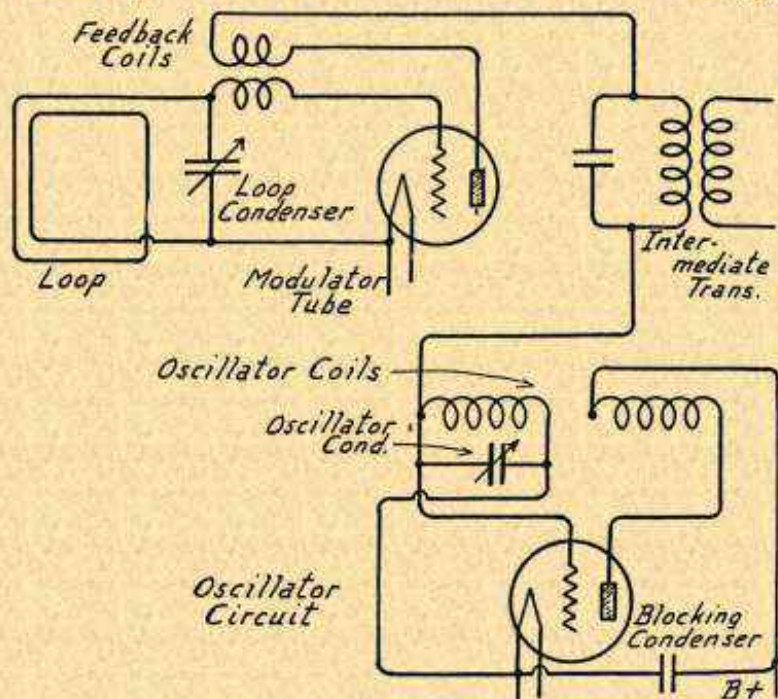 Feedback
Coils
Loop
Condenser
Loop
Modulator
Tube
Inter-
mediate
Trans.
Oscillator Coils
Oscillator
Cond.
Oscillator
Circuit
Blocking
Condenser
B+